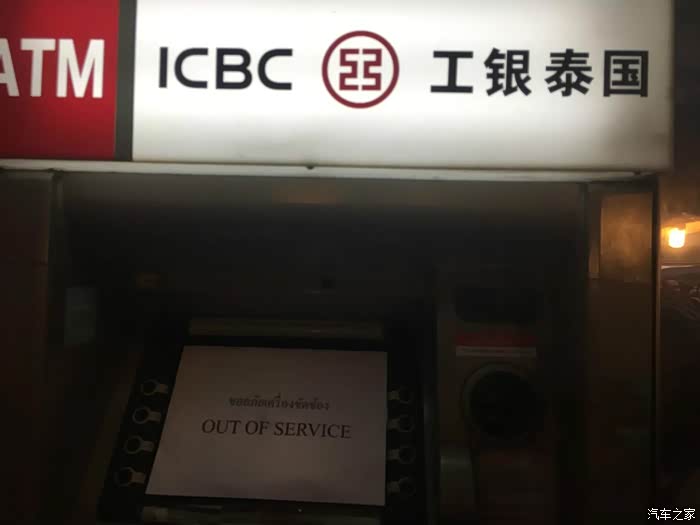 ATM
ICBC 工银泰国
ขออภัยเครื่องขัดข้อง
OUT OF SERVICE
汽车之家